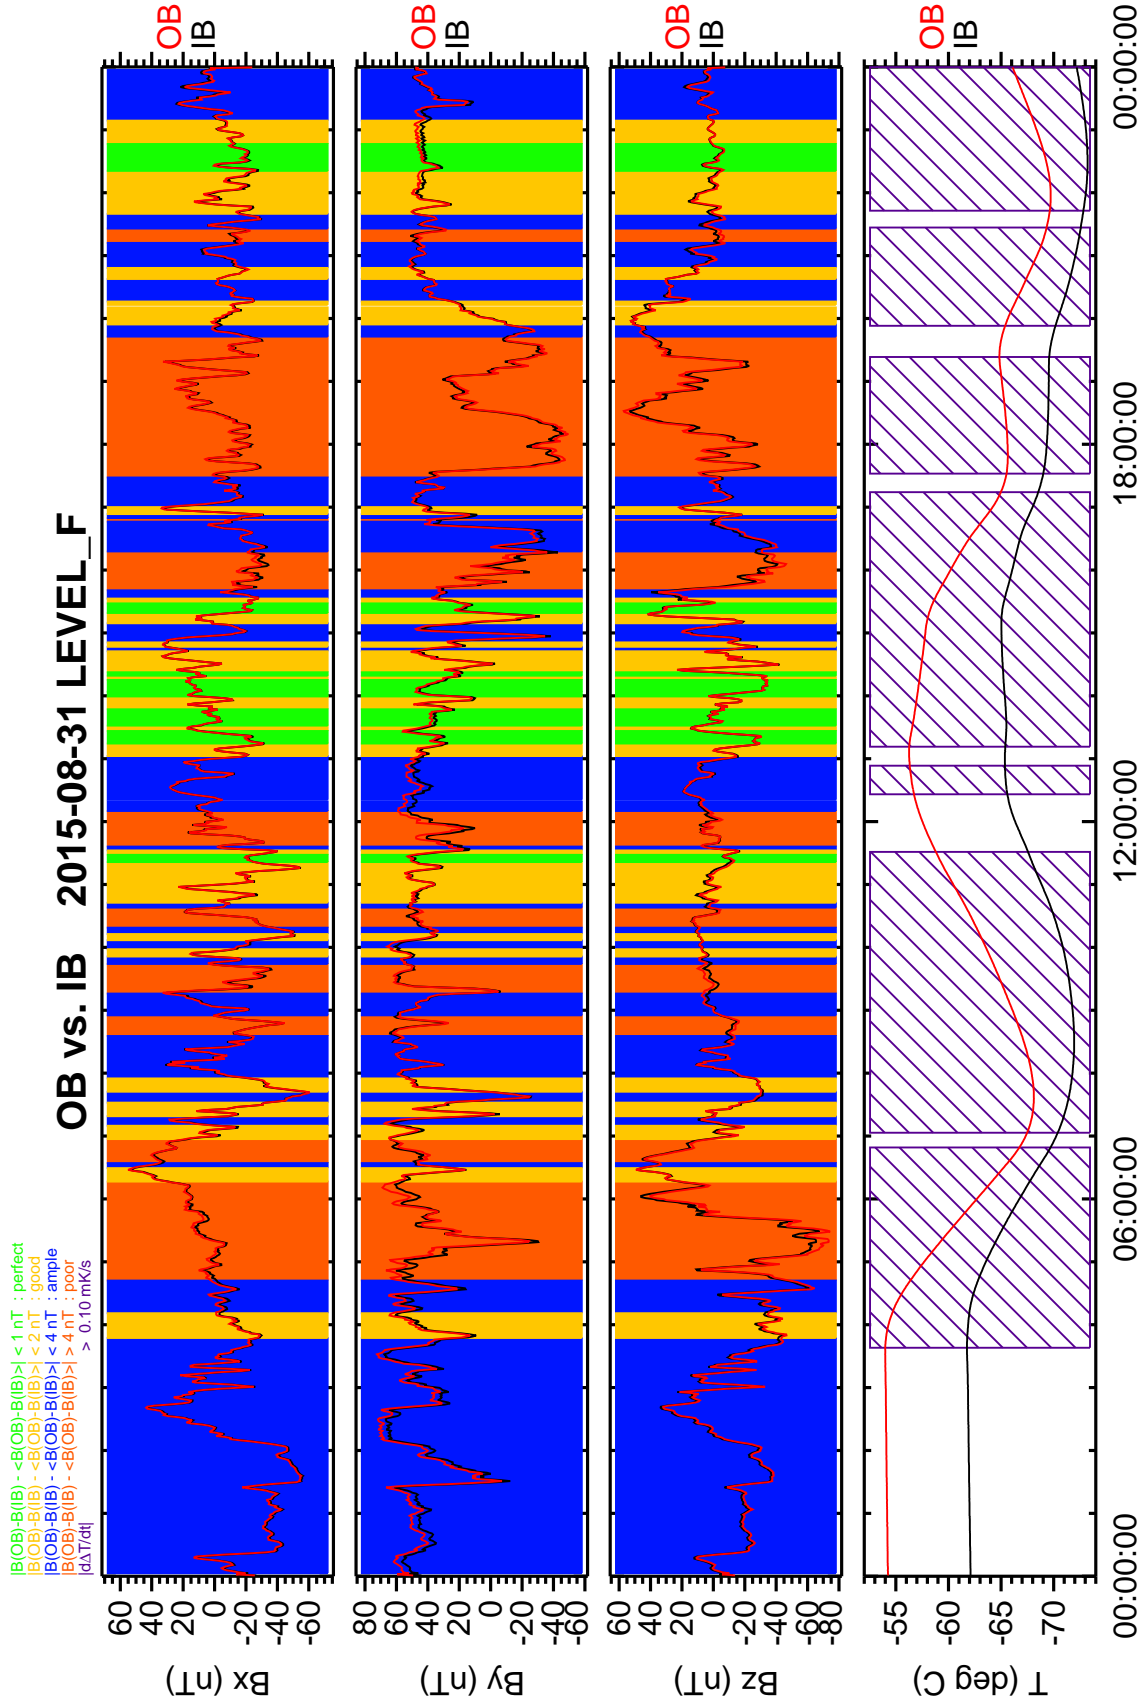 OB vs. IB   2015-08-31 LEVEL_F
|B(OB)-B(IB) - <B(OB)-B(IB)>| < 1 nT : perfect
|B(OB)-B(IB) - <B(OB)-B(IB)>| < 2 nT : good
|B(OB)-B(IB) - <B(OB)-B(IB)>| < 4 nT : ample
|B(OB)-B(IB) - <B(OB)-B(IB)>| > 4 nT : poor
|d∆T/dt| > 0.10 mK/s
Bx (nT)
60
40
20
0
-20
-40
-60
OB
IB
By (nT)
80
60
40
20
0
-20
-40
-60
OB
IB
Bz (nT)
60
40
20
0
-20
-40
-60
-80
OB
IB
T (deg C)
-55
-60
-65
-70
OB
IB
00:00:00
06:00:00
12:00:00
18:00:00
00:00:00